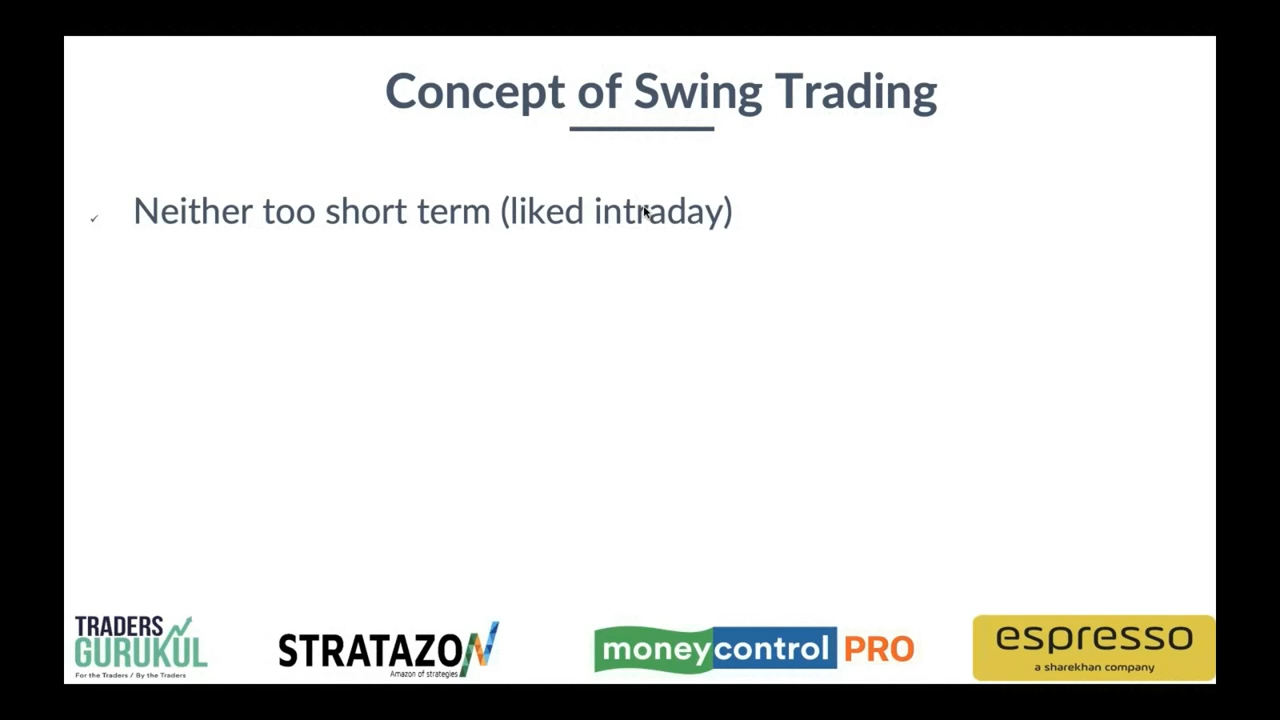 Concept of Swing Trading
✓ Neither too short term (liked intraday)
TRADERS
GURUKUL
For the Traders / By the Traders
STRATAZON
Amazon of strategies
moneycontrol PRO
espresso
a sharekhan company